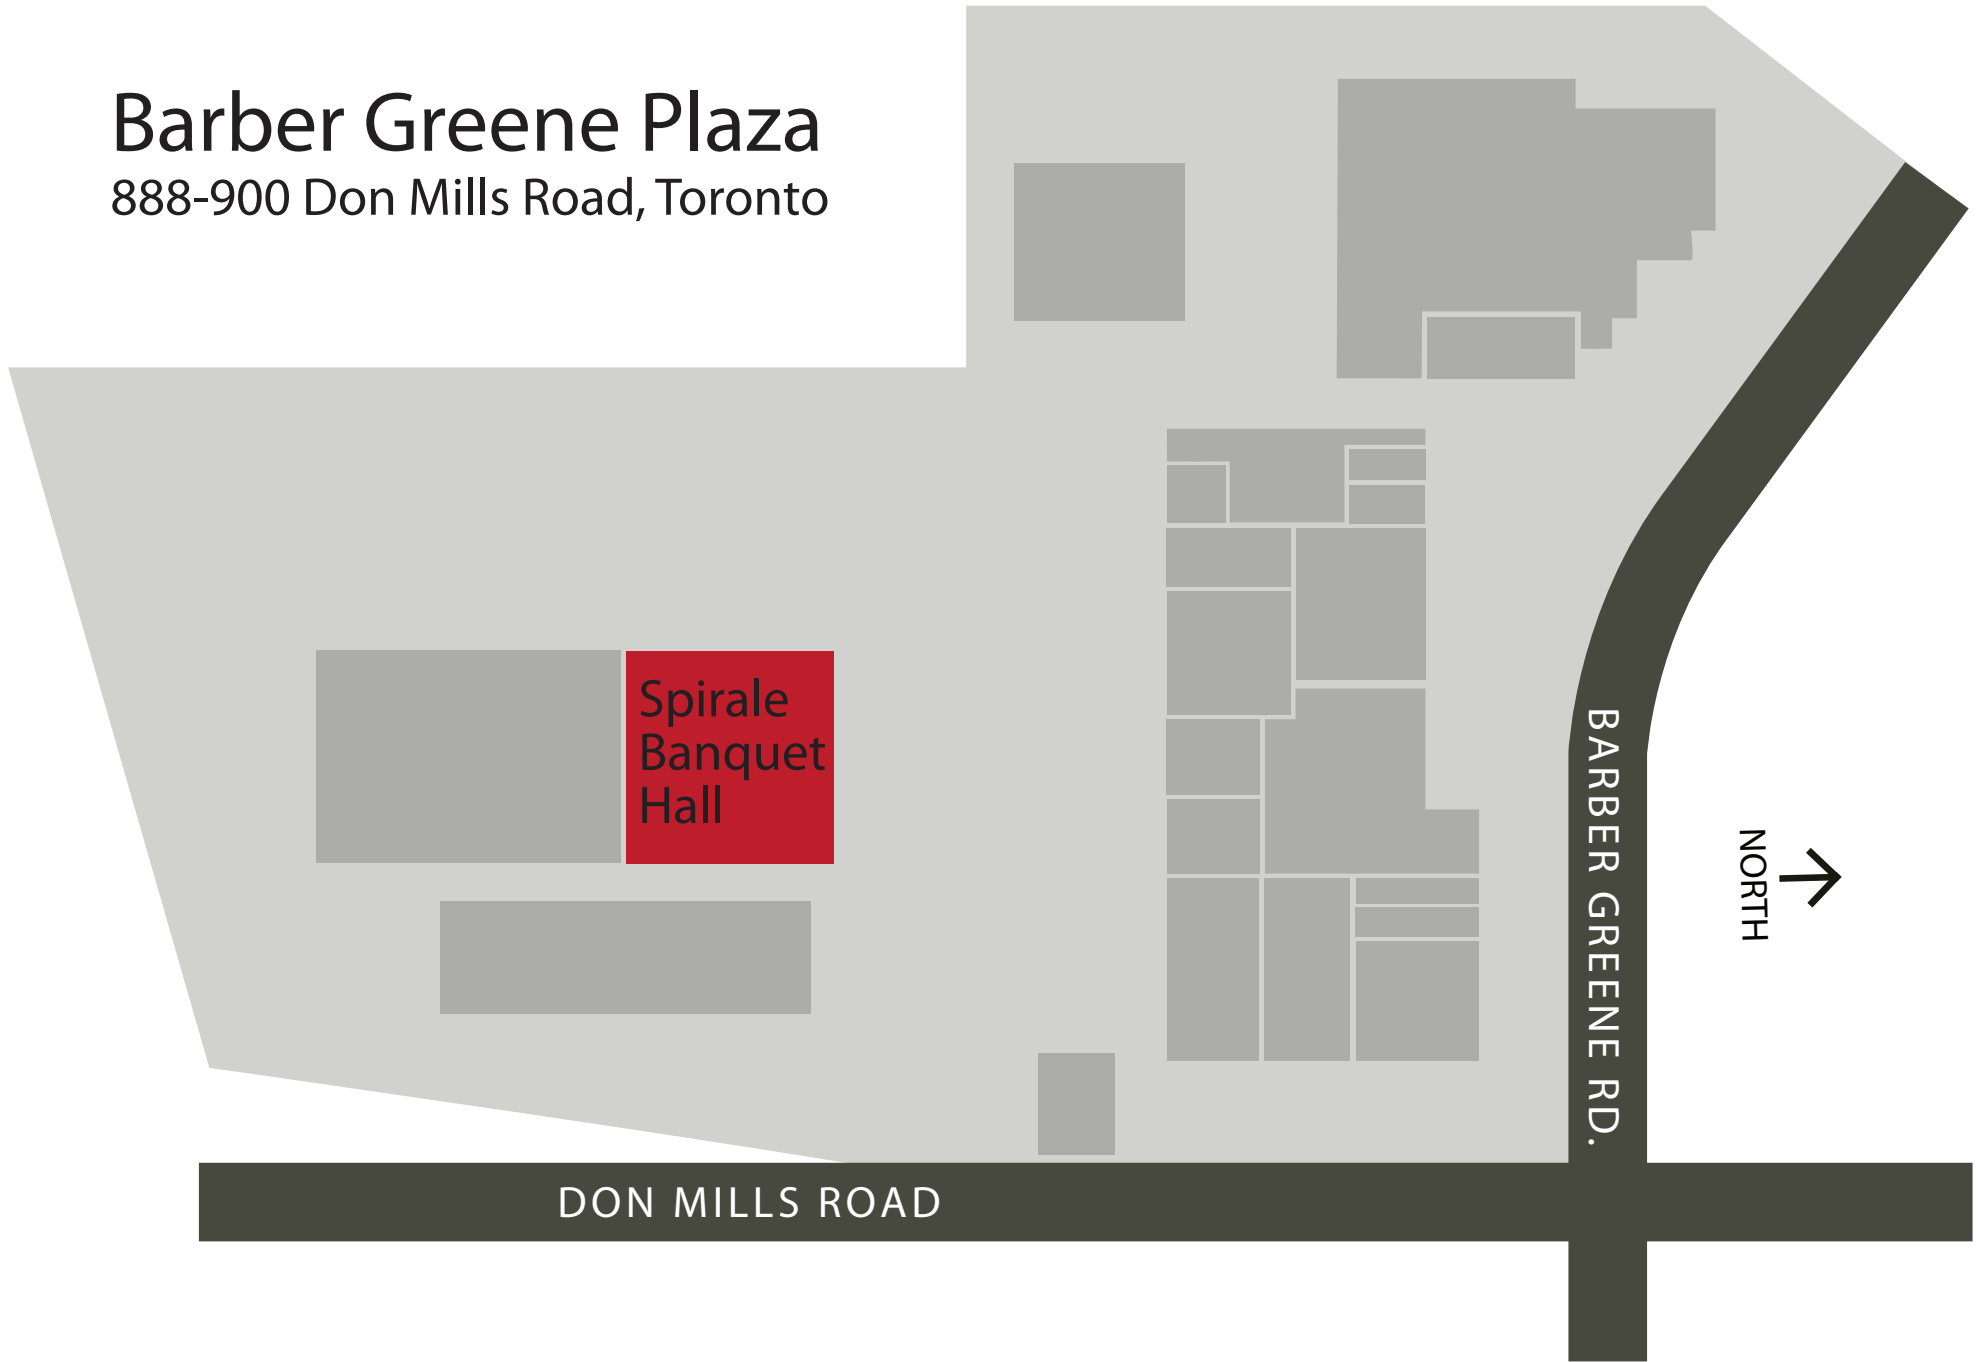 Barber Greene Plaza
888-900 Don Mills Road, Toronto
Spirale
Banquet
Hall
BARBER GREENE RD.
NORTH
DON MILLS ROAD